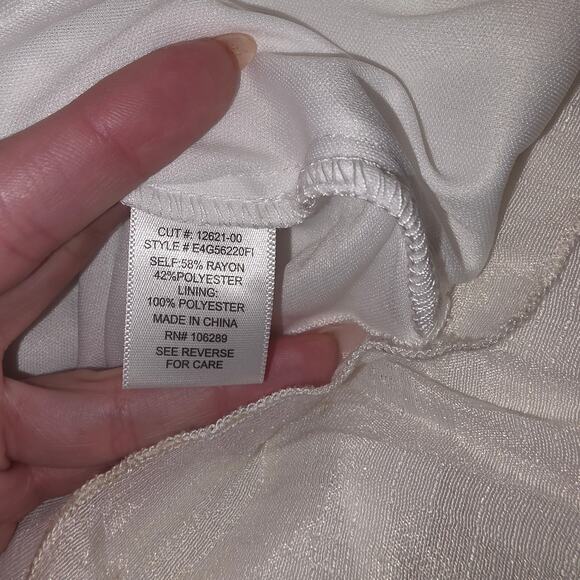 CUT #: 12621-00
STYLE # E4G56220FI
SELF:58% RAYON
42%POLYESTER
LINING:
100% POLYESTER
MADE IN CHINA
RN# 106289
SEE REVERSE
FOR CARE